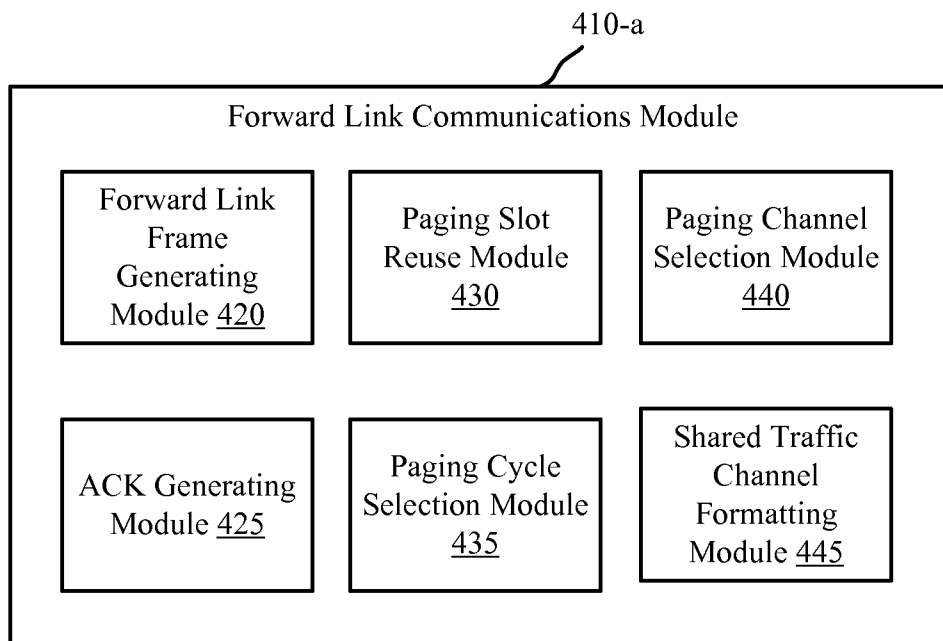 410-a
Forward Link Communications Module
Forward Link
Frame
Generating
Module 420
Paging Slot
Reuse Module
430
Paging Channel
Selection Module
440
ACK Generating
Module 425
Paging Cycle
Selection Module
435
Shared Traffic
Channel
Formatting
Module 445